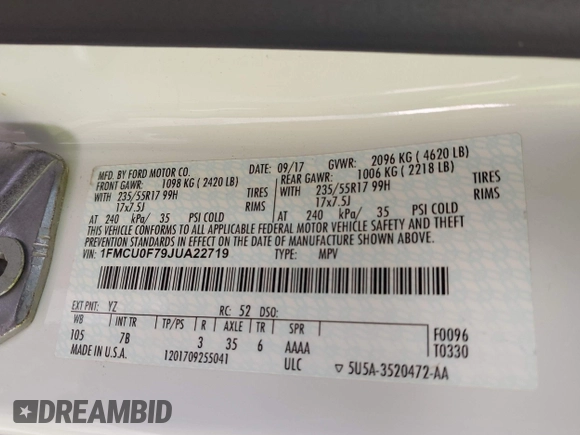 MFD. BY FORD MOTOR CO.
DATE: 09/17 GVWR: 2096 KG ( 4620 LB)
FRONT GAWR: 1098 KG ( 2420 LB) REAR GAWR: 1006 KG ( 2218 LB)
WITH 235/55R17 99H TIRES WITH 235/55R17 99H TIRES
17x7.5J RIMS 17x7.5J RIMS
AT 240 kPa/ 35 PSI COLD AT 240 kPa/ 35 PSI COLD
THIS VEHICLE CONFORMS TO ALL APPLICABLE FEDERAL MOTOR VEHICLE SAFETY AND THEFT PREVENTION STANDARDS IN EFFECT ON THE DATE OF MANUFACTURE SHOWN ABOVE.
VIN: 1FMCU0F79JUA22719 TYPE: MPV
EXT PNT: YZ RC: 52 DSO:
WB INT TR TP/PS R AXLE TR SPR F0096
105 7B 3 35 6 AAAA T0330
MADE IN U.S.A. 1201709255041 ULC 5U5A-3520472-AA
DREAMBID